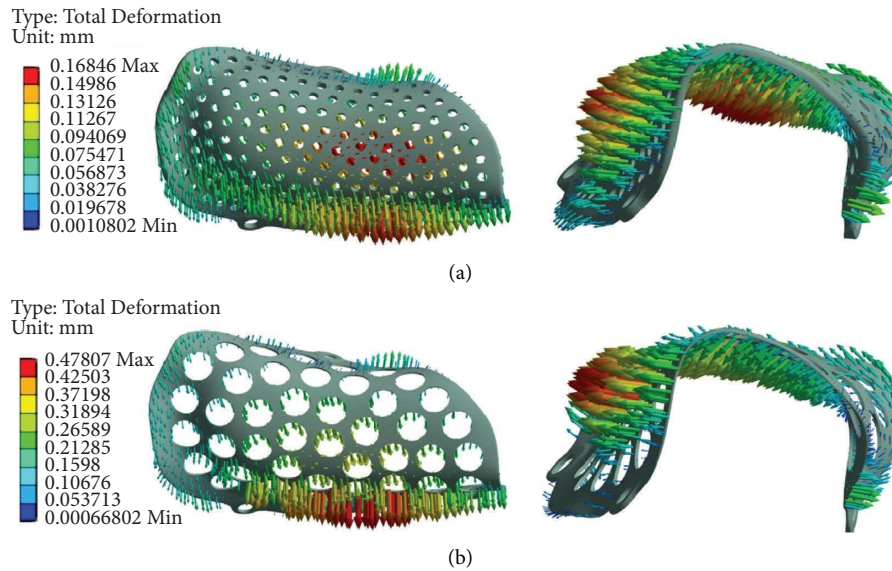 Type: Total Deformation
Unit: mm
0.16846 Max
0.14986
0.13126
0.11267
0.094069
0.075471
0.056873
0.038276
0.019678
0.0010802 Min
(a)
Type: Total Deformation
Unit: mm
0.47807 Max
0.42503
0.37198
0.31894
0.26589
0.21285
0.1598
0.10676
0.053713
0.00066802 Min
(b)